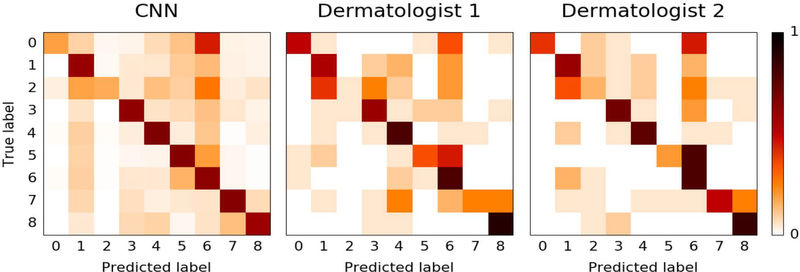 CNN Dermatologist 1 Dermatologist 2
True label
0
1
2
3
4
5
6
7
8
0 1 2 3 4 5 6 7 8
0 1 2 3 4 5 6 7 8
0 1 2 3 4 5 6 7 8
Predicted label Predicted label Predicted label
1
0